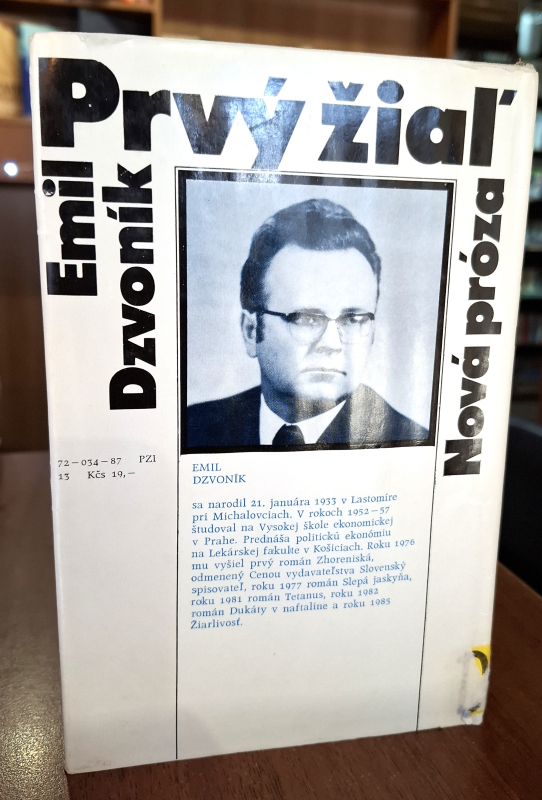 Prvý žiaľ
Emil
Dzvoník
Nová próza
72–034–87 PZI
13 Kčs 19,–
EMIL
DZVONÍK
sa narodil 21. januára 1933 v Lastomíre
pri Michalovciach. V rokoch 1952–57
študoval na Vysokej škole ekonomickej
v Prahe. Prednáša politickú ekonómiu
na Lekárskej fakulte v Košiciach. Roku 1976
mu vyšiel prvý román Zhoreniská,
odmenený Cenou vydavateľstva Slovenský
spisovateľ, roku 1977 román Slepá jaskyňa,
roku 1981 román Tetanus, roku 1982
román Dukáty v naftalíne a roku 1985
Žiarlivosť.